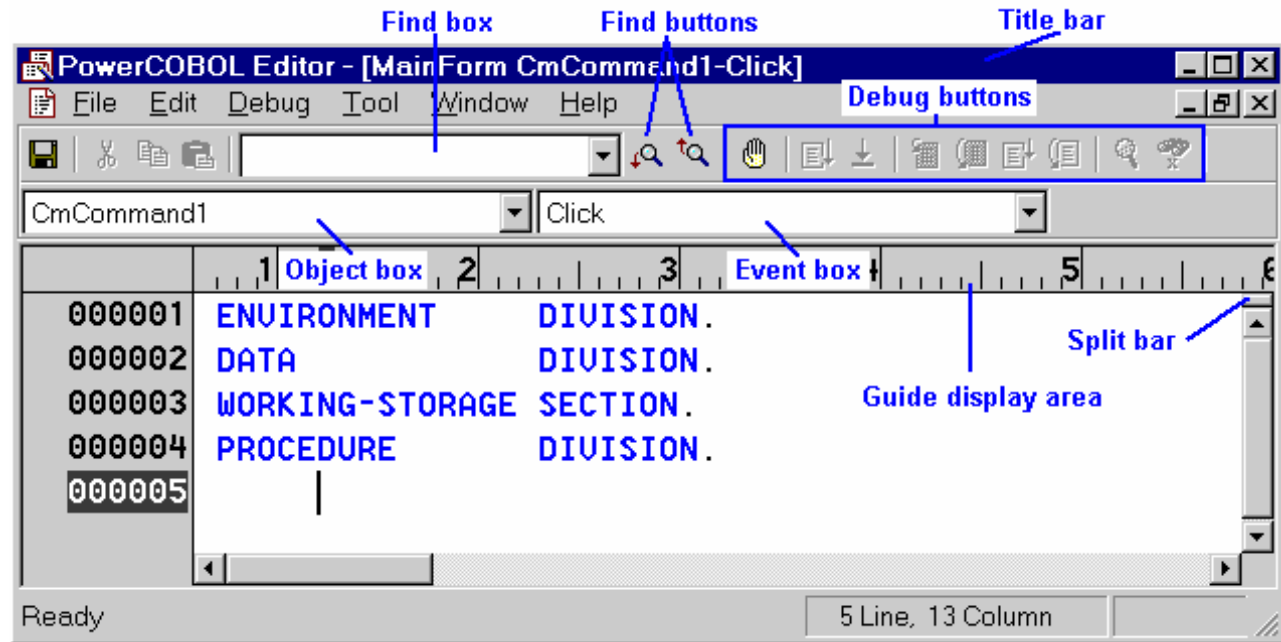 Find box Find buttons Title bar
PowerCOBOL Editor - [MainForm CmCommand1-Click]
File Edit Debug Tool Window Help Debug buttons
CmCommand1 Click
1 Object box 2 3 Event box 4 5 6
000001 ENVIRONMENT DIVISION.
Split bar
000002 DATA DIVISION.
000003 WORKING-STORAGE SECTION.
Guide display area
000004 PROCEDURE DIVISION.
000005
Ready 5 Line, 13 Column